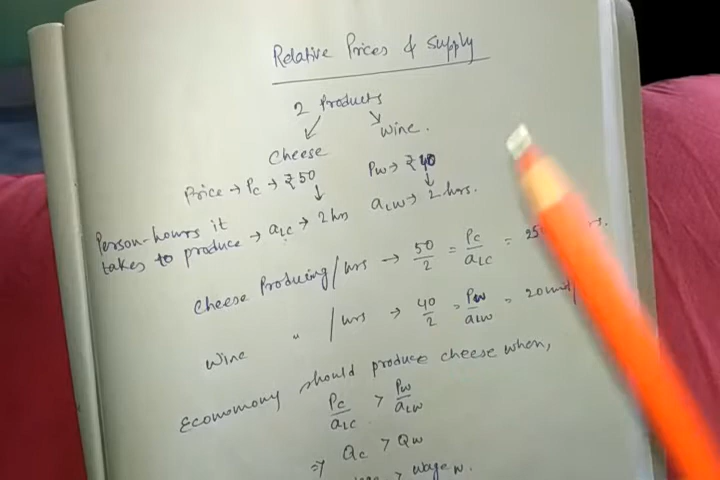 Relative Prices & Supply
2 Products
Cheese Wine.
Price → Pc → ₹50 Pw → ₹40
Person-hours it
takes to produce → aLC → 2 hrs aLW → 2 hrs.
Cheese Producing/hrs → 50/2 = Pc/aLC = 25
Wine " /hrs → 40/2 = Pw/aLW = 20
Economony should produce cheese when,
Pc/aLC > Pw/aLW
⇒ Qc > Qw
> wage w.